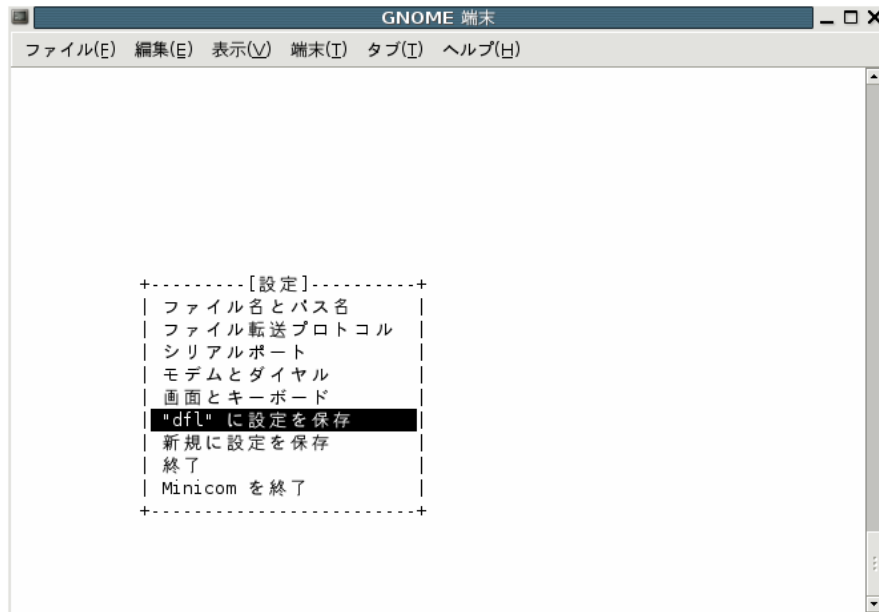 GNOME 端末
ファイル(F) 編集(E) 表示(V) 端末(T) タブ(T) ヘルプ(H)
+---------[設定]----------+
| ファイル名とパス名 |
| ファイル転送プロトコル |
| シリアルポート |
| モデムとダイヤル |
| 画面とキーボード |
| "dfl" に設定を保存 |
| 新規に設定を保存 |
| 終了 |
| Minicom を終了 |
+-------------------------+